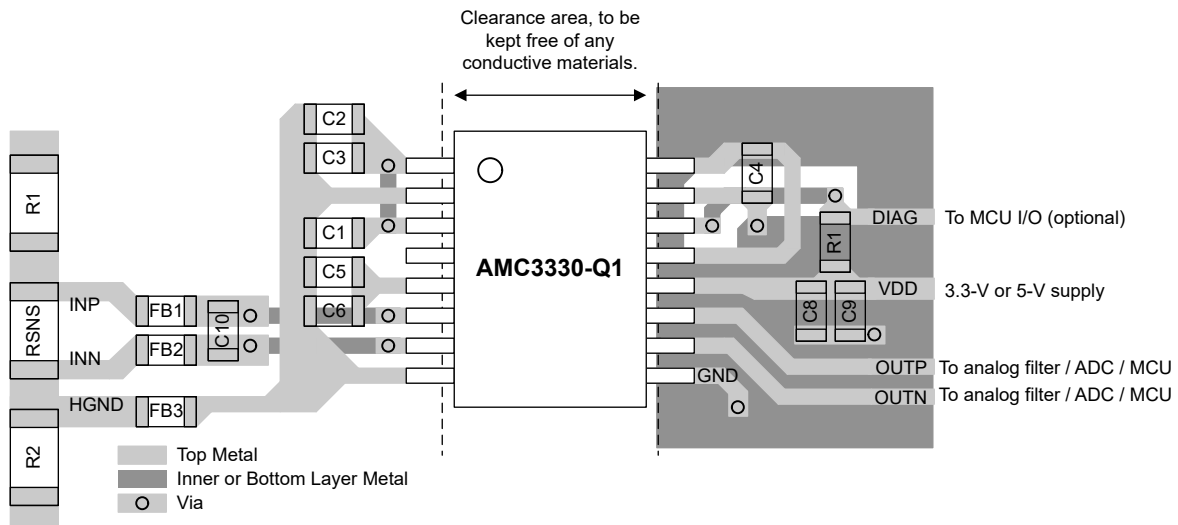 Clearance area, to be
kept free of any
conductive materials.
C2
C3
C4
R1
C1
DIAG
To MCU I/O (optional)
R1
AMC3330-Q1
C5
VDD
3.3-V or 5-V supply
INP
FB1
C10
C6
C8
C9
RSNS
INN
FB2
OUTP
To analog filter / ADC / MCU
GND
OUTN
To analog filter / ADC / MCU
HGND
FB3
R2
Top Metal
Inner or Bottom Layer Metal
Via